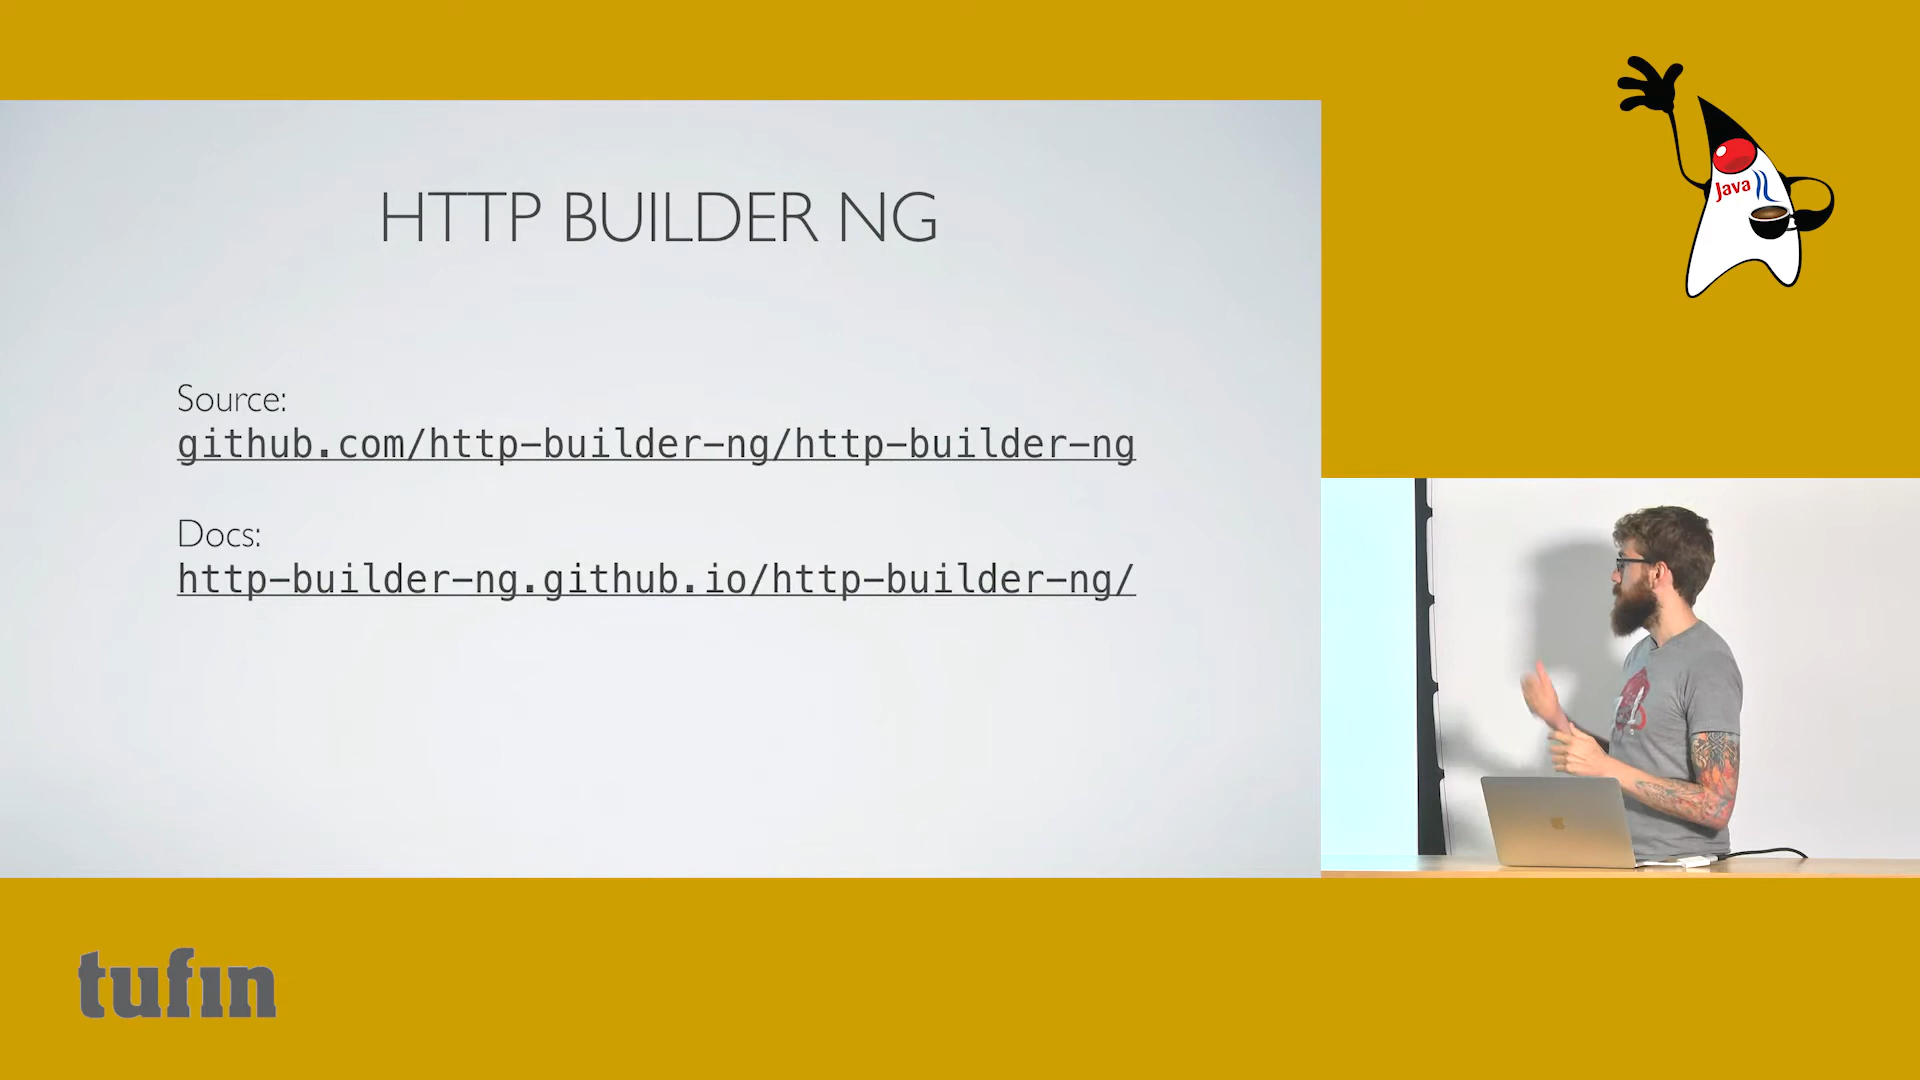 HTTP BUILDER NG
Source:
github.com/http-builder-ng/http-builder-ng
Docs:
http-builder-ng.github.io/http-builder-ng/
Java
tufin